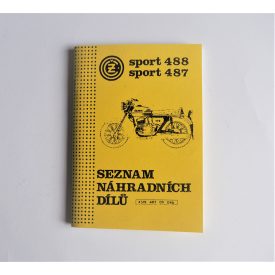 sport 488
sport 487
SEZNAM
NÁHRADNÍCH
DÍLŮ